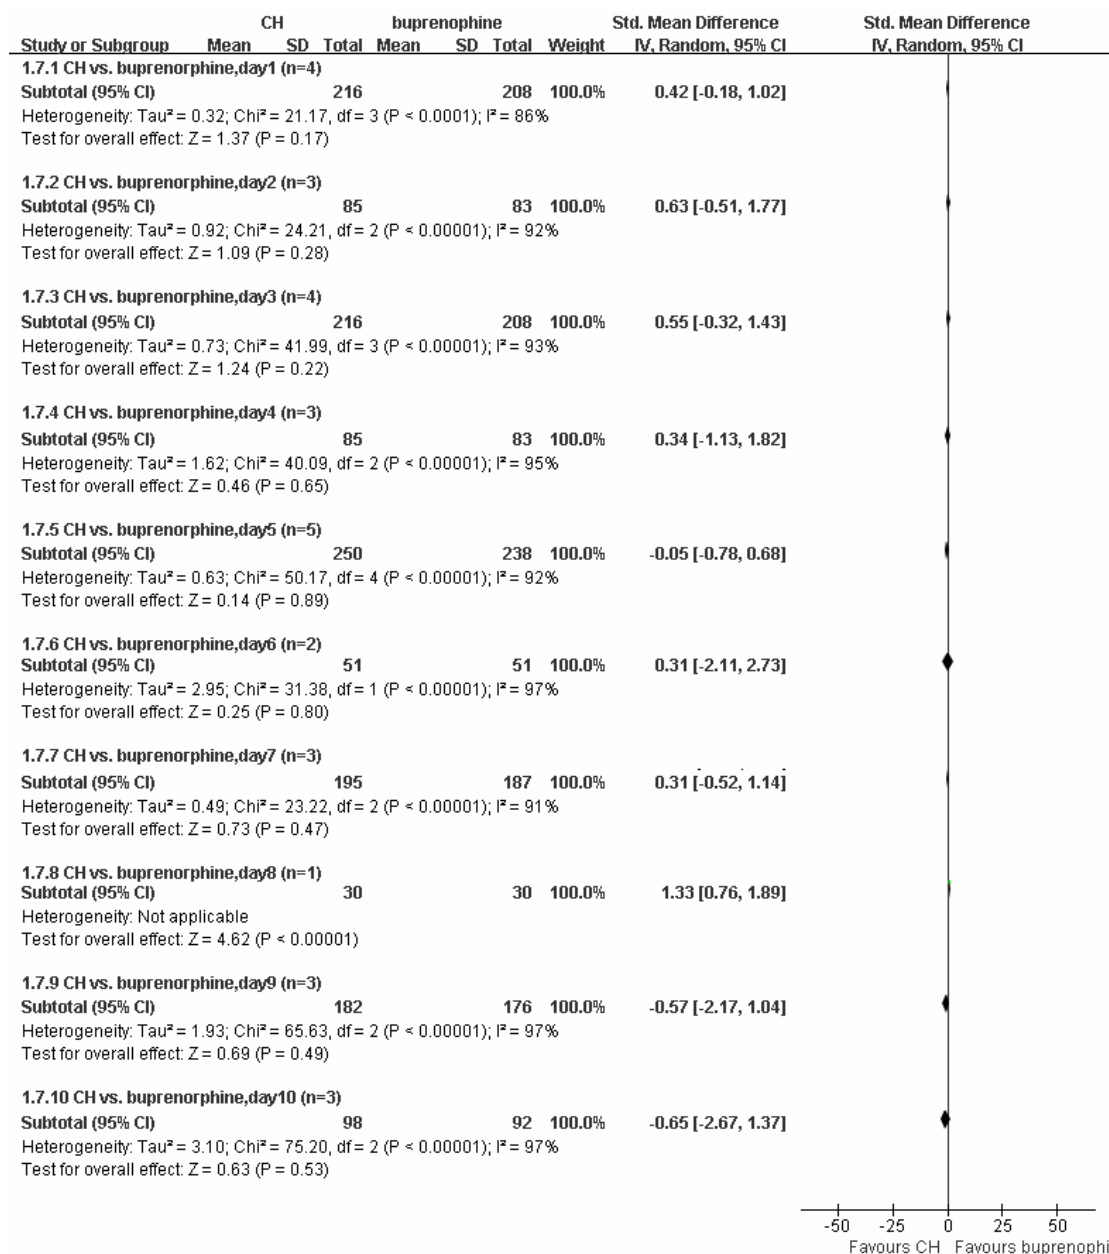 CH buprenophine Std. Mean Difference Std. Mean Difference
Study or Subgroup Mean SD Total Mean SD Total Weight IV, Random, 95% CI IV, Random, 95% CI
1.7.1 CH vs. buprenorphine,day1 (n=4)
Subtotal (95% CI) 216 208 100.0% 0.42 [-0.18, 1.02]
Heterogeneity: Tau² = 0.32; Chi² = 21.17, df = 3 (P < 0.0001); I² = 86%
Test for overall effect: Z = 1.37 (P = 0.17)
1.7.2 CH vs. buprenorphine,day2 (n=3)
Subtotal (95% CI) 85 83 100.0% 0.63 [-0.51, 1.77]
Heterogeneity: Tau² = 0.92; Chi² = 24.21, df = 2 (P < 0.00001); I² = 92%
Test for overall effect: Z = 1.09 (P = 0.28)
1.7.3 CH vs. buprenorphine,day3 (n=4)
Subtotal (95% CI) 216 208 100.0% 0.55 [-0.32, 1.43]
Heterogeneity: Tau² = 0.73; Chi² = 41.99, df = 3 (P < 0.00001); I² = 93%
Test for overall effect: Z = 1.24 (P = 0.22)
1.7.4 CH vs. buprenorphine,day4 (n=3)
Subtotal (95% CI) 85 83 100.0% 0.34 [-1.13, 1.82]
Heterogeneity: Tau² = 1.62; Chi² = 40.09, df = 2 (P < 0.00001); I² = 95%
Test for overall effect: Z = 0.46 (P = 0.65)
1.7.5 CH vs. buprenorphine,day5 (n=5)
Subtotal (95% CI) 250 238 100.0% -0.05 [-0.78, 0.68]
Heterogeneity: Tau² = 0.63; Chi² = 50.17, df = 4 (P < 0.00001); I² = 92%
Test for overall effect: Z = 0.14 (P = 0.89)
1.7.6 CH vs. buprenorphine,day6 (n=2)
Subtotal (95% CI) 51 51 100.0% 0.31 [-2.11, 2.73]
Heterogeneity: Tau² = 2.95; Chi² = 31.38, df = 1 (P < 0.00001); I² = 97%
Test for overall effect: Z = 0.25 (P = 0.80)
1.7.7 CH vs. buprenorphine,day7 (n=3)
Subtotal (95% CI) 195 187 100.0% 0.31 [-0.52, 1.14]
Heterogeneity: Tau² = 0.49; Chi² = 23.22, df = 2 (P < 0.00001); I² = 91%
Test for overall effect: Z = 0.73 (P = 0.47)
1.7.8 CH vs. buprenorphine,day8 (n=1)
Subtotal (95% CI) 30 30 100.0% 1.33 [0.76, 1.89]
Heterogeneity: Not applicable
Test for overall effect: Z = 4.62 (P < 0.00001)
1.7.9 CH vs. buprenorphine,day9 (n=3)
Subtotal (95% CI) 182 176 100.0% -0.57 [-2.17, 1.04]
Heterogeneity: Tau² = 1.93; Chi² = 65.63, df = 2 (P < 0.00001); I² = 97%
Test for overall effect: Z = 0.69 (P = 0.49)
1.7.10 CH vs. buprenorphine,day10 (n=3)
Subtotal (95% CI) 98 92 100.0% -0.65 [-2.67, 1.37]
Heterogeneity: Tau² = 3.10; Chi² = 75.20, df = 2 (P < 0.00001); I² = 97%
Test for overall effect: Z = 0.63 (P = 0.53)
-50 -25 0 25 50
Favours CH Favours buprenophi